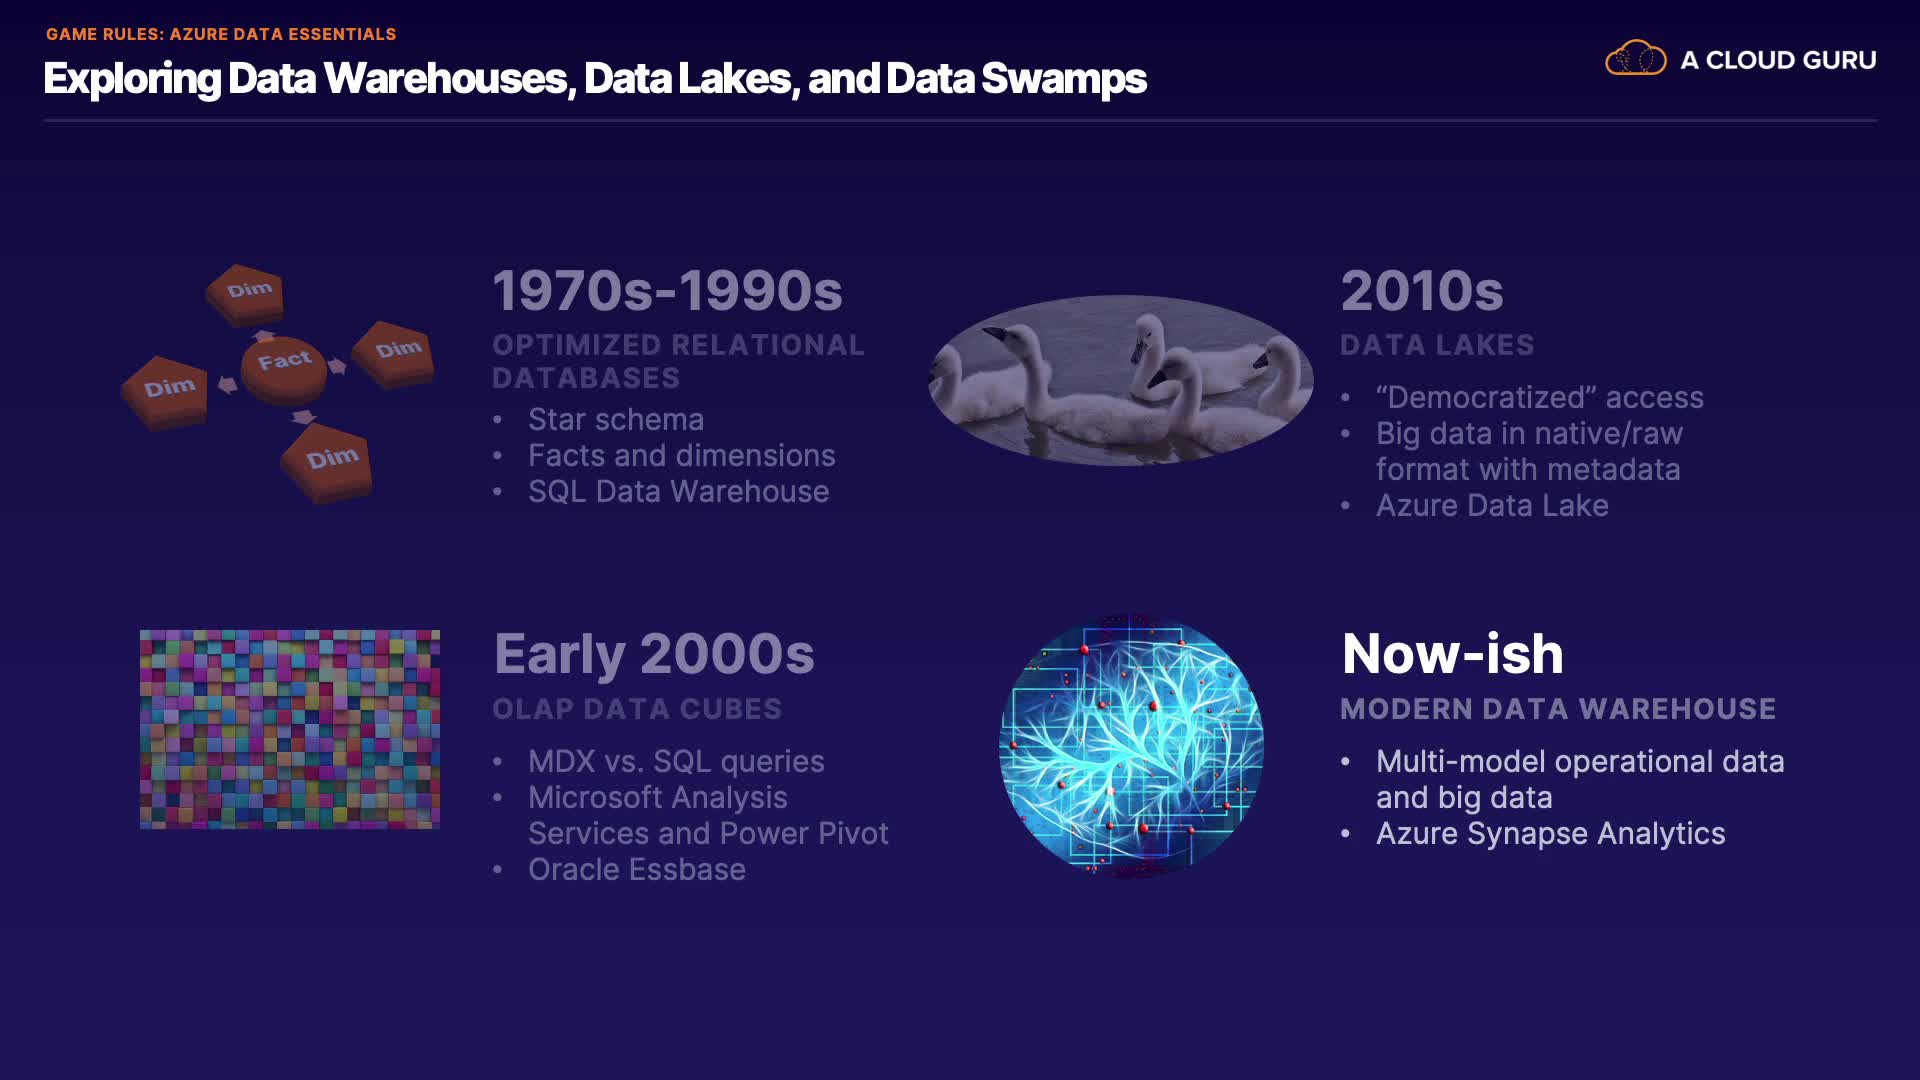 GAME RULES: AZURE DATA ESSENTIALS
Exploring Data Warehouses, Data Lakes, and Data Swamps
A CLOUD GURU
Dim
Dim
Fact
Dim
Dim
1970s-1990s
OPTIMIZED RELATIONAL
DATABASES
• Star schema
• Facts and dimensions
• SQL Data Warehouse
2010s
DATA LAKES
• “Democratized” access
• Big data in native/raw
format with metadata
• Azure Data Lake
Early 2000s
OLAP DATA CUBES
• MDX vs. SQL queries
• Microsoft Analysis
Services and Power Pivot
• Oracle Essbase
Now-ish
MODERN DATA WAREHOUSE
• Multi-model operational data
and big data
• Azure Synapse Analytics